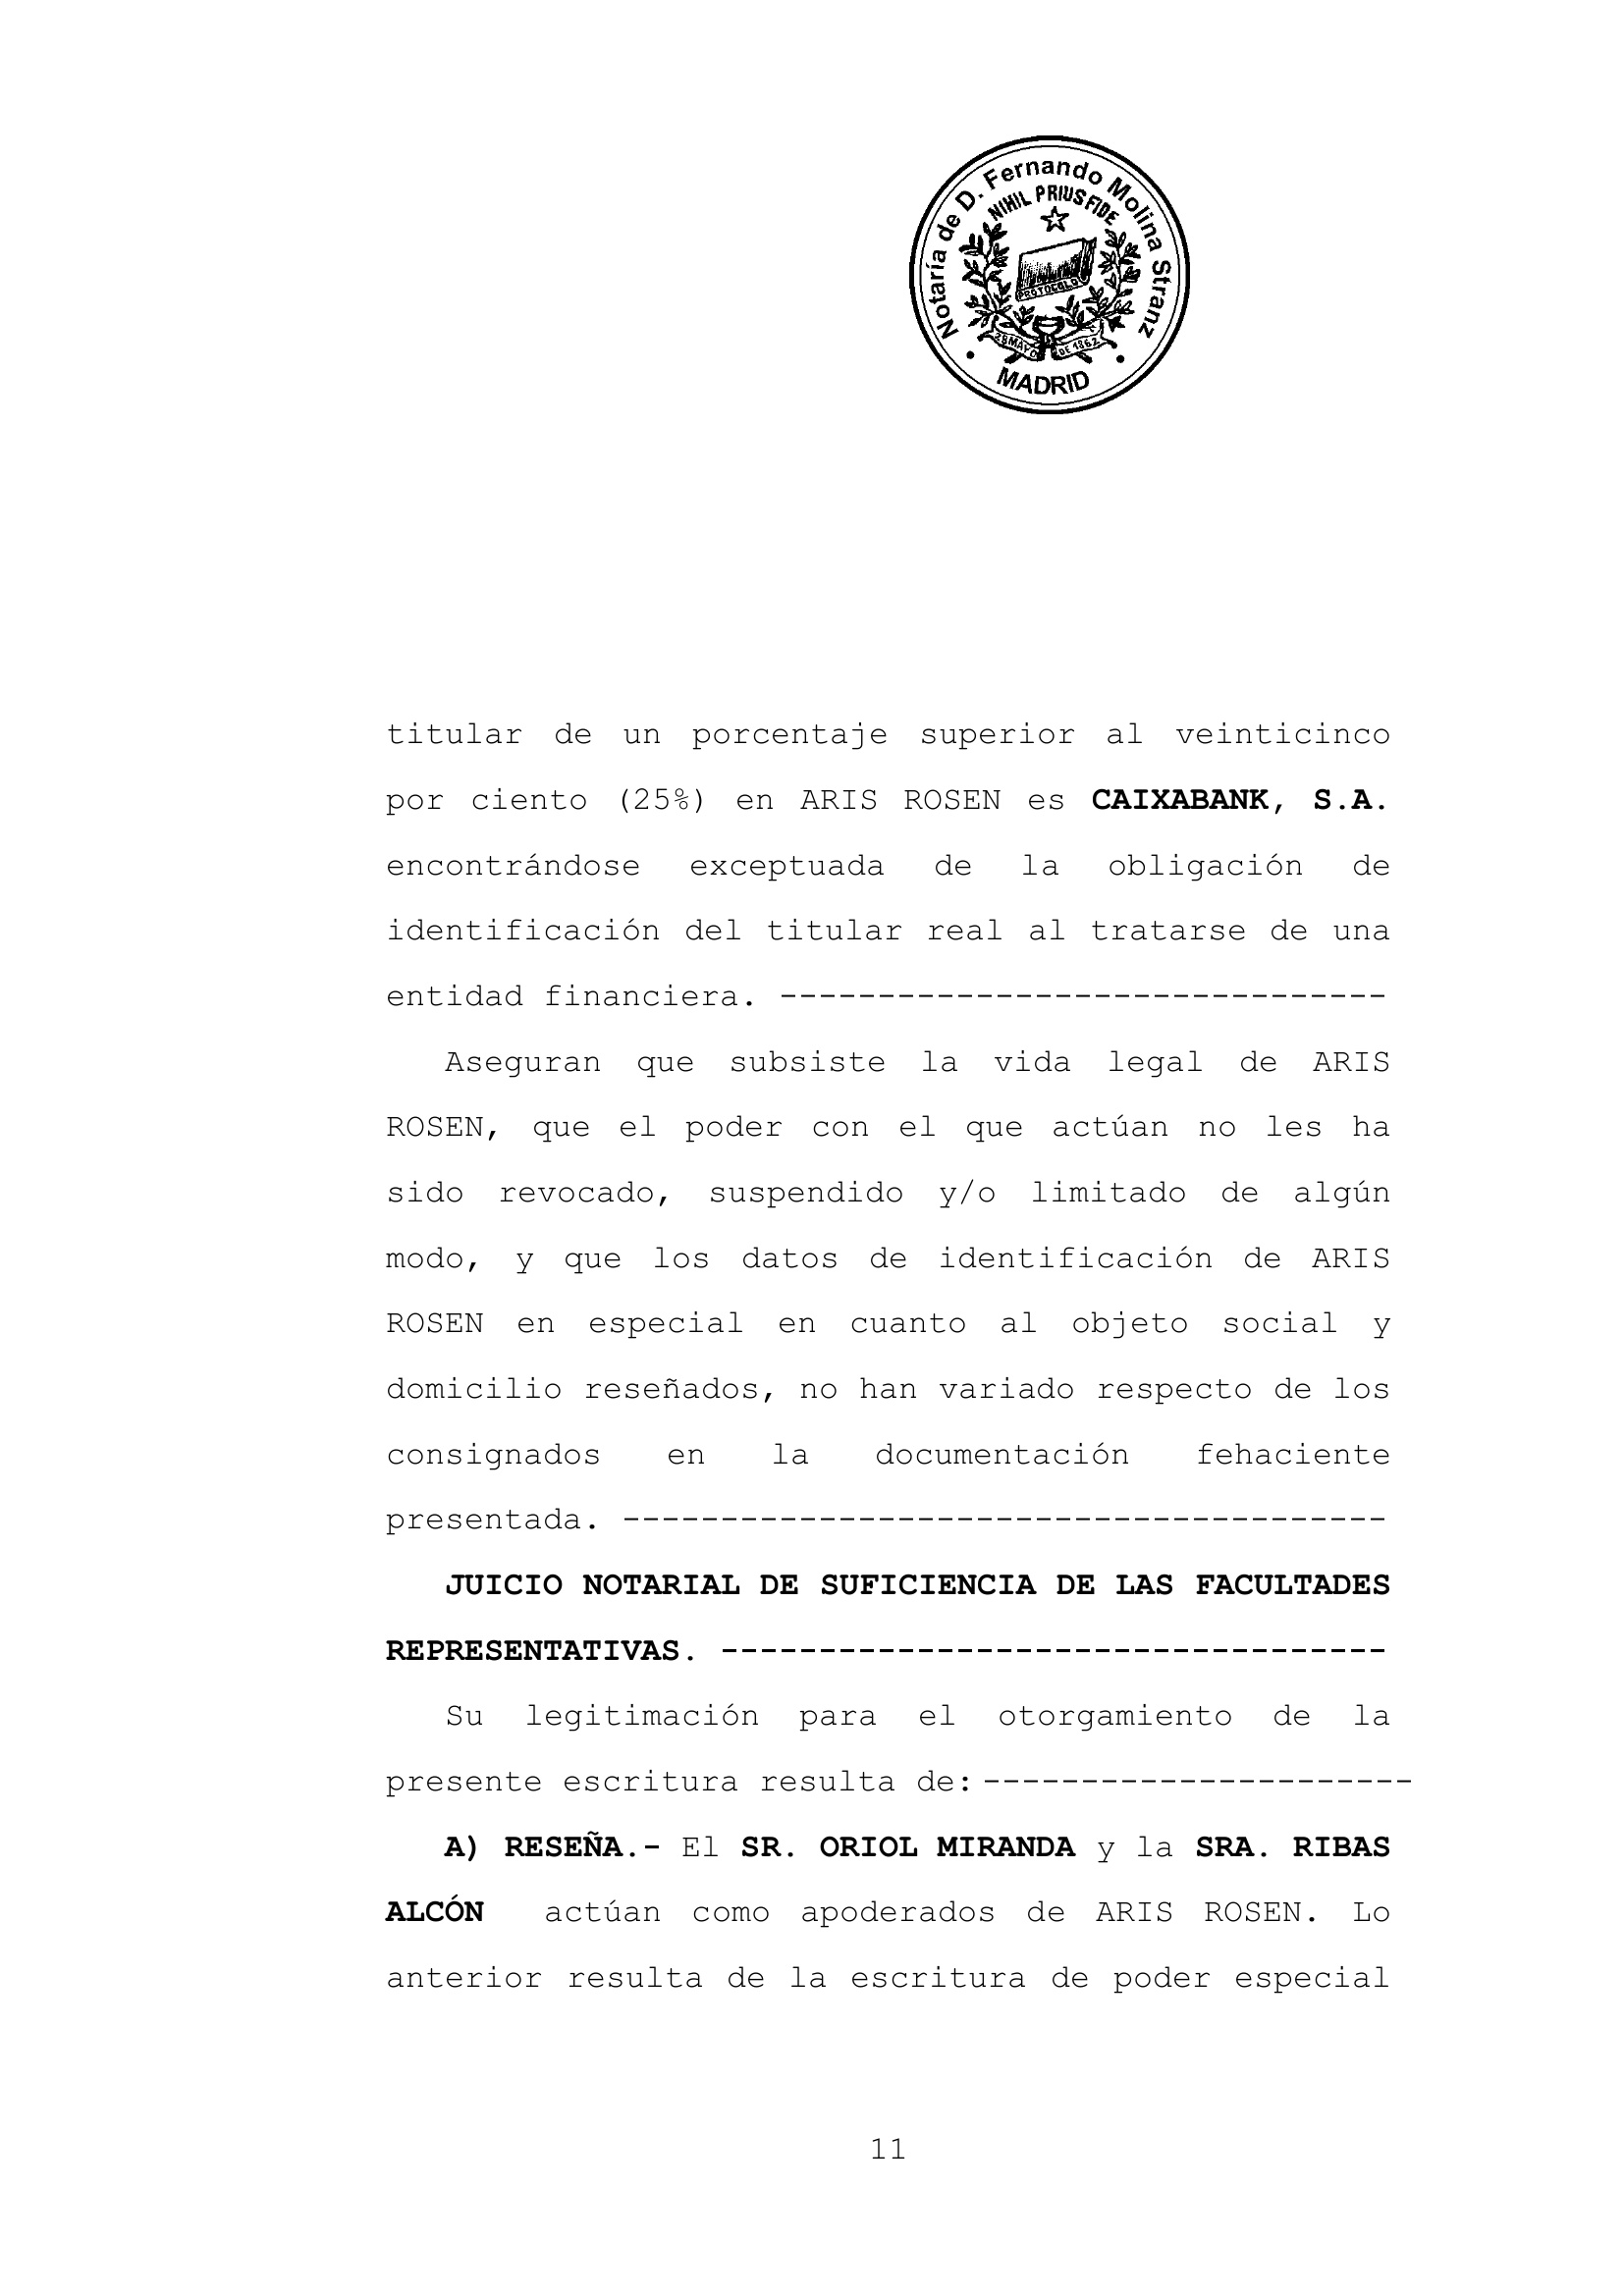 Notaría de D. Fernando Molina Stranz
NIHIL PRIUS FIDE
PROTOCOLO
28 MAYO DE 1862
MADRID
titular de un porcentaje superior al veinticinco
por ciento (25%) en ARIS ROSEN es CAIXABANK, S.A.
encontrándose exceptuada de la obligación de
identificación del titular real al tratarse de una
entidad financiera. -------------------------------
Aseguran que subsiste la vida legal de ARIS
ROSEN, que el poder con el que actúan no les ha
sido revocado, suspendido y/o limitado de algún
modo, y que los datos de identificación de ARIS
ROSEN en especial en cuanto al objeto social y
domicilio reseñados, no han variado respecto de los
consignados en la documentación fehaciente
presentada. ---------------------------------------
JUICIO NOTARIAL DE SUFICIENCIA DE LAS FACULTADES
REPRESENTATIVAS. ----------------------------------
Su legitimación para el otorgamiento de la
presente escritura resulta de: ----------------------
A) RESEÑA.- El SR. ORIOL MIRANDA y la SRA. RIBAS
ALCÓN actúan como apoderados de ARIS ROSEN. Lo
anterior resulta de la escritura de poder especial
11